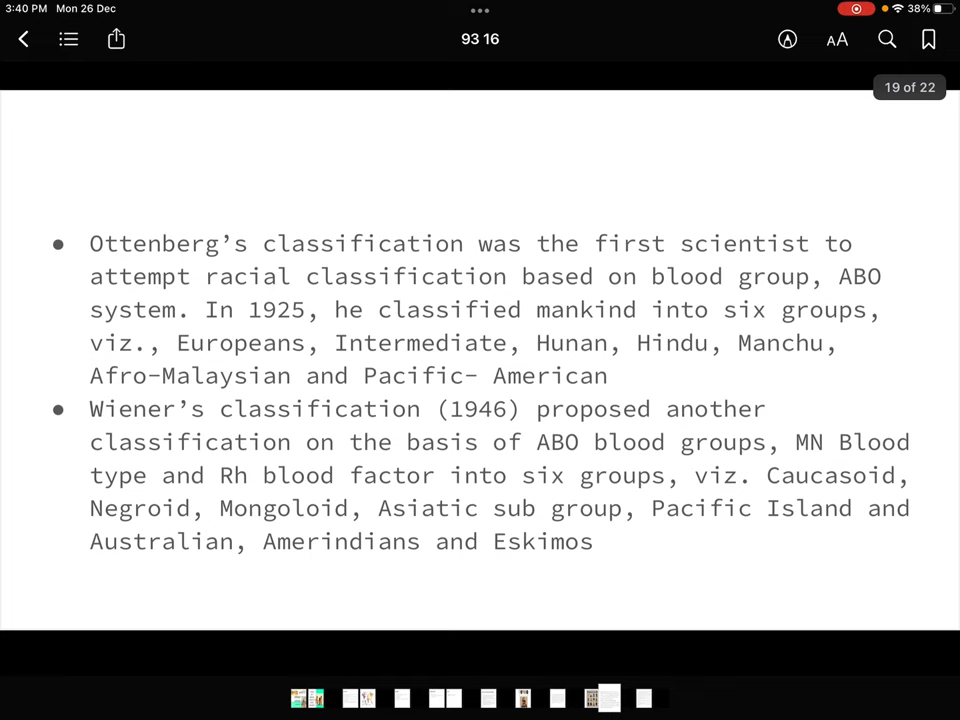 3:40 PM Mon 26 Dec
38%
93 16
AA
19 of 22
● Ottenberg’s classification was the first scientist to
attempt racial classification based on blood group, ABO
system. In 1925, he classified mankind into six groups,
viz., Europeans, Intermediate, Hunan, Hindu, Manchu,
Afro-Malaysian and Pacific- American
● Wiener’s classification (1946) proposed another
classification on the basis of ABO blood groups, MN Blood
type and Rh blood factor into six groups, viz. Caucasoid,
Negroid, Mongoloid, Asiatic sub group, Pacific Island and
Australian, Amerindians and Eskimos